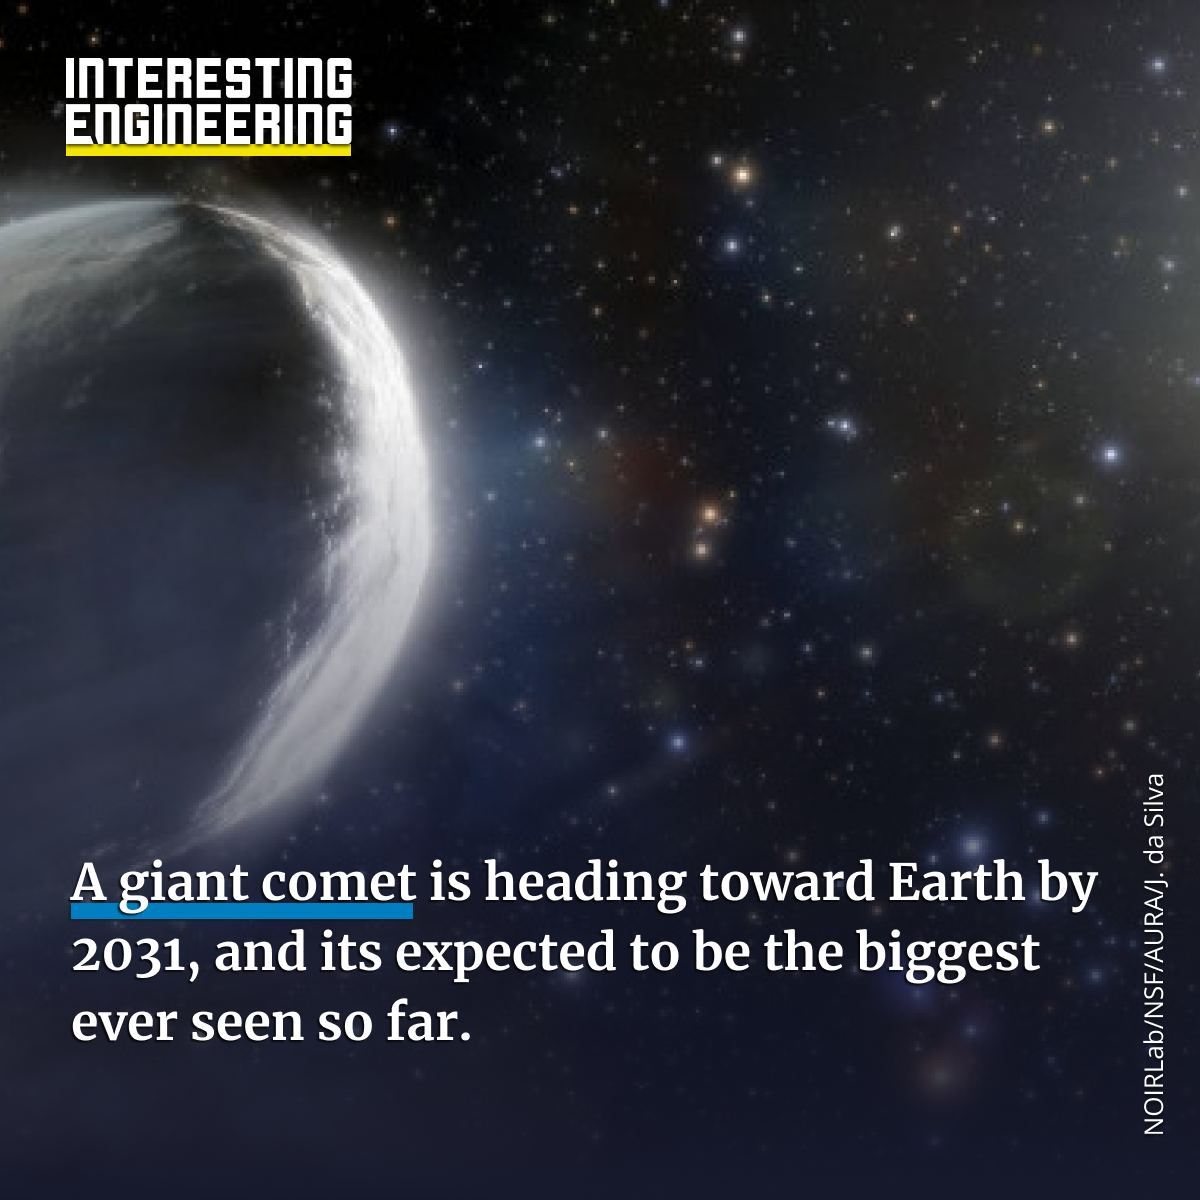 INTERESTING
ENGINEERING
A giant comet is heading toward Earth by
2031, and its expected to be the biggest
ever seen so far.
NOIRLab/NSF/AURA/J. da Silva